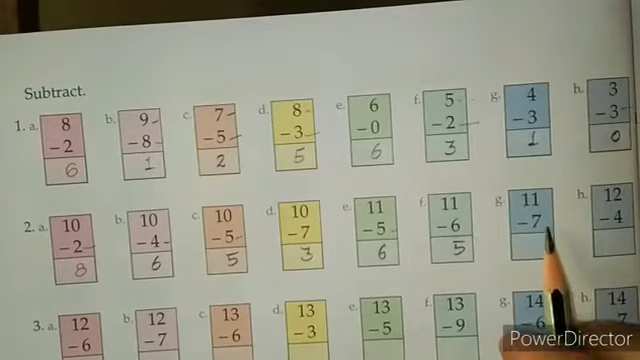 Subtract.
1. a. 8 b. 9 c. 7 d. 8 e. 6 f. 5 g. 4 h. 3
−2 −8 −5 −3 −0 −2 −3 −3
6 1 2 5 6 3 1 0
2. a. 10 b. 10 c. 10 d. 10 e. 11 f. 11 g. 11 h. 12
−2 −4 −5 −7 −5 −6 −7 −4
8 6 5 3 6 5
3. a. 12 b. 12 c. 13 d. 13 e. 13 f. 13 g. 14 h. 14
−6 −7 −6 −3 −5 −9 −6 7
PowerDirector